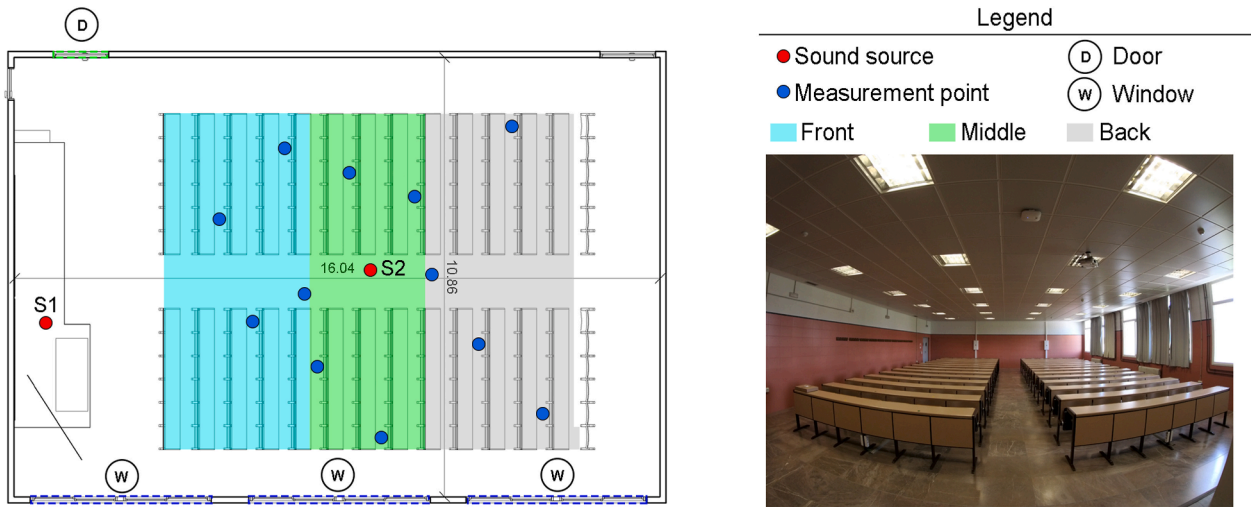 D
16.04
S2
10.86
S1
W
W
W
Legend
Sound source
D
Door
Measurement point
W
Window
Front
Middle
Back